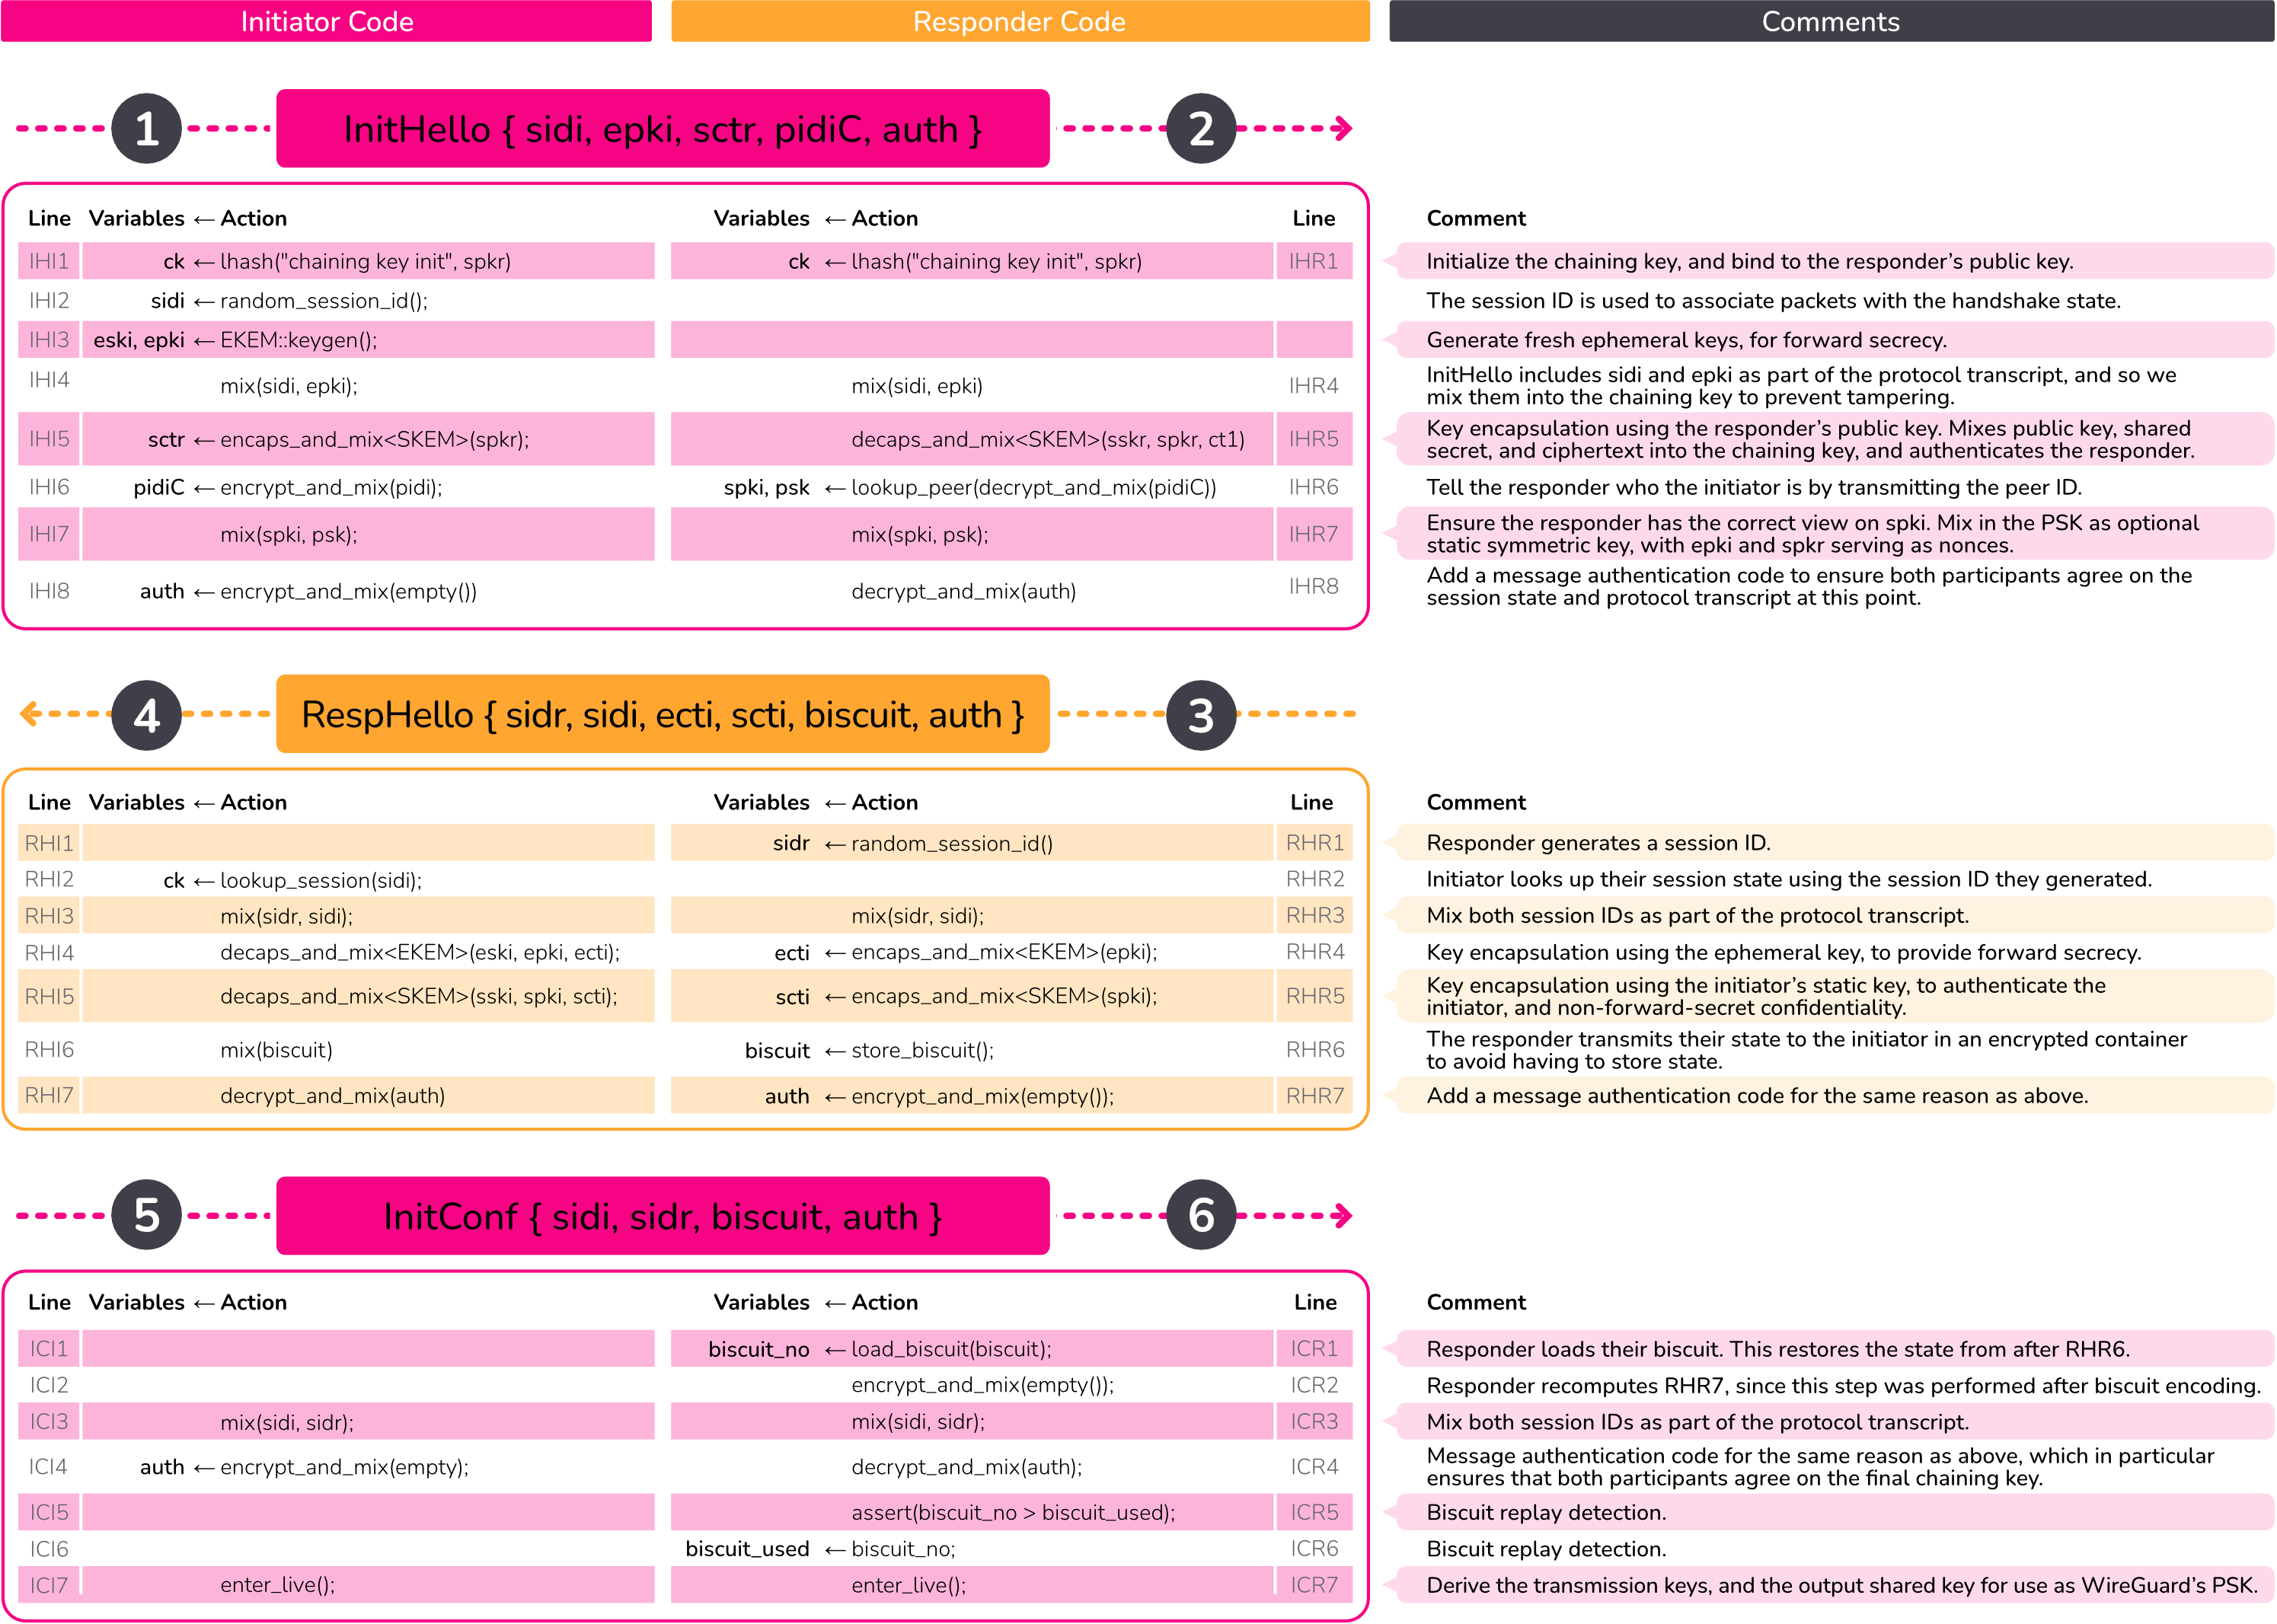 Initiator Code Responder Code Comments
1 InitHello { sidi, epki, sctr, pidiC, auth } 2
Line Variables ← Action Variables ← Action Line Comment
IHI1 ck ← lhash("chaining key init", spkr) ck ← lhash("chaining key init", spkr) IHR1 Initialize the chaining key, and bind to the responder’s public key.
IHI2 sidi ← random_session_id(); The session ID is used to associate packets with the handshake state.
IHI3 eski, epki ← EKEM::keygen(); Generate fresh ephemeral keys, for forward secrecy.
IHI4 mix(sidi, epki); mix(sidi, epki) IHR4 InitHello includes sidi and epki as part of the protocol transcript, and so we
mix them into the chaining key to prevent tampering.
IHI5 sctr ← encaps_and_mix<SKEM>(spkr); decaps_and_mix<SKEM>(sskr, spkr, ct1) IHR5 Key encapsulation using the responder’s public key. Mixes public key, shared
secret, and ciphertext into the chaining key, and authenticates the responder.
IHI6 pidiC ← encrypt_and_mix(pidi); spki, psk ← lookup_peer(decrypt_and_mix(pidiC)) IHR6 Tell the responder who the initiator is by transmitting the peer ID.
IHI7 mix(spki, psk); mix(spki, psk); IHR7 Ensure the responder has the correct view on spki. Mix in the PSK as optional
static symmetric key, with epki and spkr serving as nonces.
IHI8 auth ← encrypt_and_mix(empty()) decrypt_and_mix(auth) IHR8 Add a message authentication code to ensure both participants agree on the
session state and protocol transcript at this point.
4 RespHello { sidr, sidi, ecti, scti, biscuit, auth } 3
Line Variables ← Action Variables ← Action Line Comment
RHI1 sidr ← random_session_id() RHR1 Responder generates a session ID.
RHI2 ck ← lookup_session(sidi); RHR2 Initiator looks up their session state using the session ID they generated.
RHI3 mix(sidr, sidi); mix(sidr, sidi); RHR3 Mix both session IDs as part of the protocol transcript.
RHI4 decaps_and_mix<EKEM>(eski, epki, ecti); ecti ← encaps_and_mix<EKEM>(epki); RHR4 Key encapsulation using the ephemeral key, to provide forward secrecy.
RHI5 decaps_and_mix<SKEM>(sski, spki, scti); scti ← encaps_and_mix<SKEM>(spki); RHR5 Key encapsulation using the initiator’s static key, to authenticate the
initiator, and non-forward-secret confidentiality.
RHI6 mix(biscuit) biscuit ← store_biscuit(); RHR6 The responder transmits their state to the initiator in an encrypted container
to avoid having to store state.
RHI7 decrypt_and_mix(auth) auth ← encrypt_and_mix(empty()); RHR7 Add a message authentication code for the same reason as above.
5 InitConf { sidi, sidr, biscuit, auth } 6
Line Variables ← Action Variables ← Action Line Comment
ICI1 biscuit_no ← load_biscuit(biscuit); ICR1 Responder loads their biscuit. This restores the state from after RHR6.
ICI2 encrypt_and_mix(empty()); ICR2 Responder recomputes RHR7, since this step was performed after biscuit encoding.
ICI3 mix(sidi, sidr); mix(sidi, sidr); ICR3 Mix both session IDs as part of the protocol transcript.
ICI4 auth ← encrypt_and_mix(empty); decrypt_and_mix(auth); ICR4 Message authentication code for the same reason as above, which in particular
ensures that both participants agree on the final chaining key.
ICI5 assert(biscuit_no > biscuit_used); ICR5 Biscuit replay detection.
ICI6 biscuit_used ← biscuit_no; ICR6 Biscuit replay detection.
ICI7 enter_live(); enter_live(); ICR7 Derive the transmission keys, and the output shared key for use as WireGuard’s PSK.